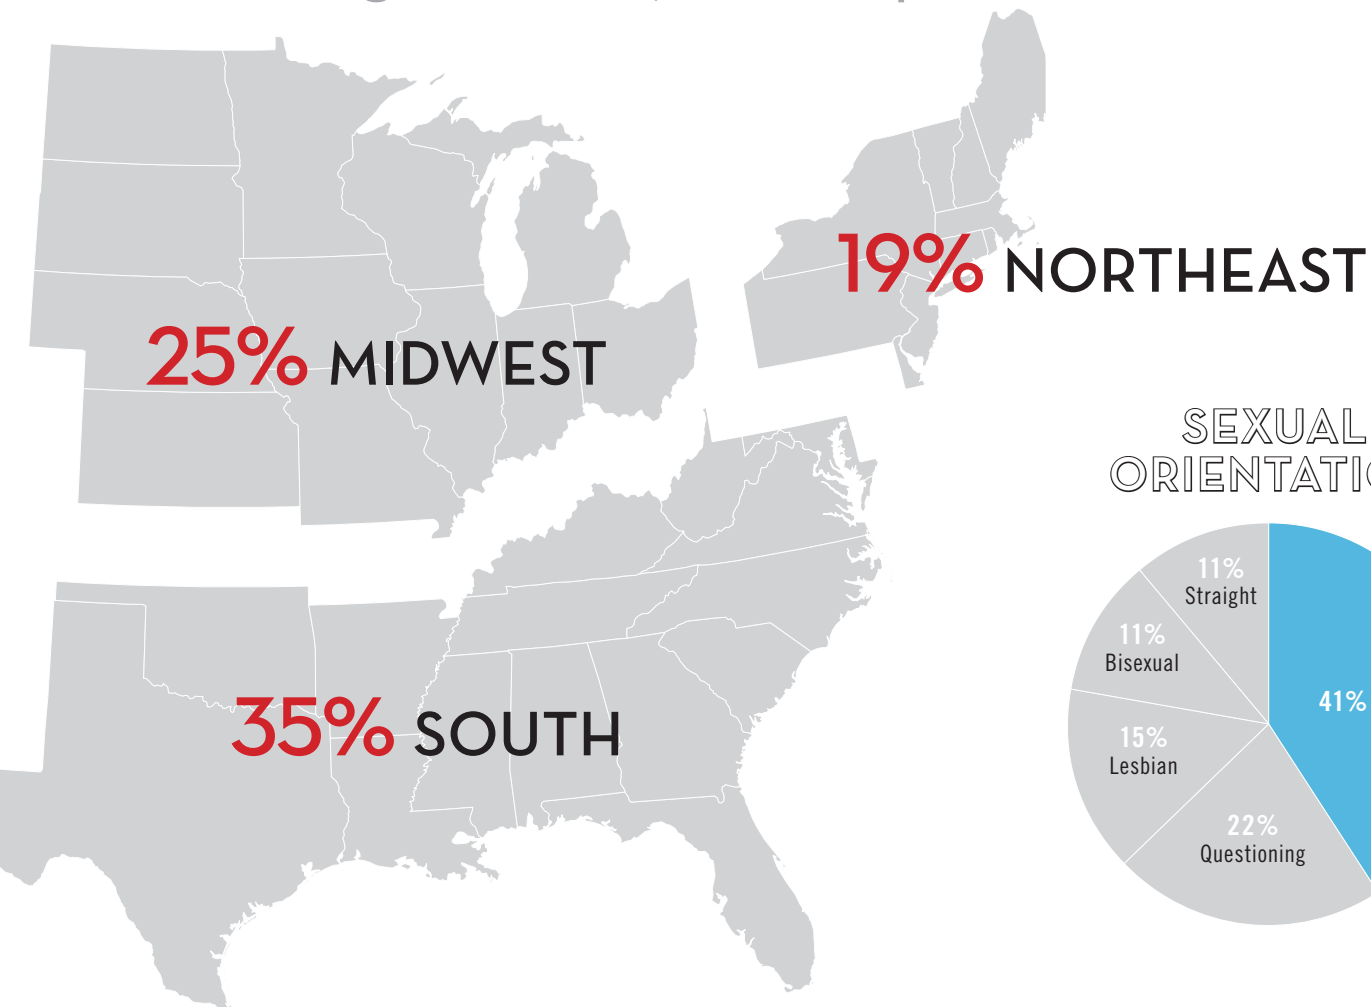 19% NORTHEAST
25% MIDWEST
35% SOUTH
SEXUAL
11%
Straight
11%
Bisexual
41%
15%
Lesbian
22%
Questioning